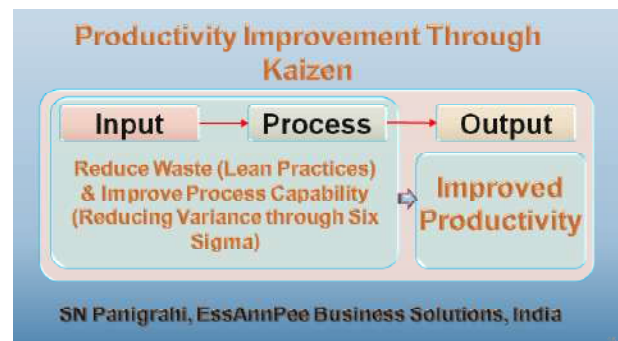 Productivity Improvement Through
Kaizen
Input
Process
Output
Reduce Waste (Lean Practices)
& Improve Process Capability
(Reducing Variance through Six
Sigma)
Improved
Productivity
SN Panigrahi, EssAnnPee Business Solutions, India